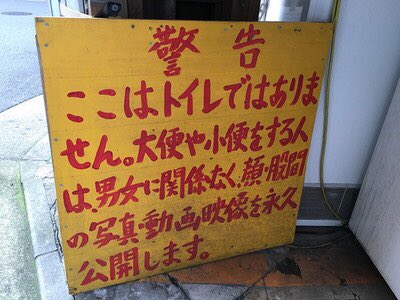 警告
ここはトイレではありま
せん。大便や小便をする人
は、男女に関係なく、顔・股間
の写真・動画映像を永久
公開します。